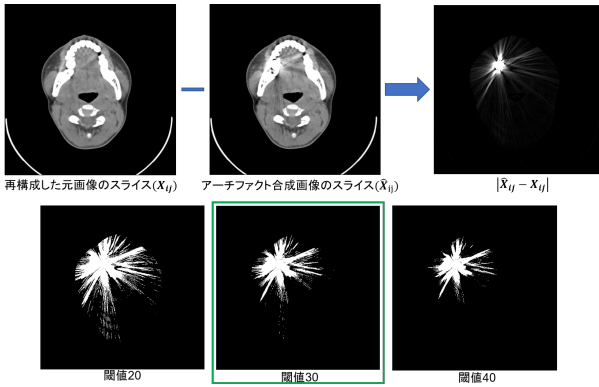 再構成した元画像のスライス(X_ij)
アーチファクト合成画像のスライス(X̂_ij)
|X̂_ij − X_ij|
閾値20
閾値30
閾値40